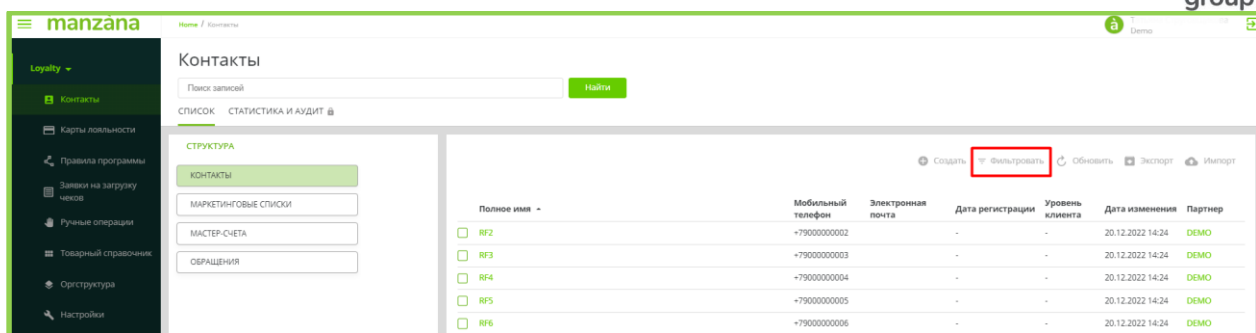 group
manzána
Home / Контакты
Demo
Контакты
Loyalty
Поиск записей
Найти
СПИСОК СТАТИСТИКА И АУДИТ
Контакты
Карты лояльности
Правила программы
Заявки на загрузку
чеков
Ручные операции
Товарный справочник
Оргструктура
Настройки
СТРУКТУРА
КОНТАКТЫ
МАРКЕТИНГОВЫЕ СПИСКИ
МАСТЕР-СЧЕТА
ОБРАЩЕНИЯ
Создать Фильтровать Обновить Экспорт Импорт
Полное имя Мобильный телефон Электронная почта Дата регистрации Уровень клиента Дата изменения Партнер
RF2 +79000000002 - - 20.12.2022 14:24 DEMO
RF3 +79000000003 - - 20.12.2022 14:24 DEMO
RF4 +79000000004 - - 20.12.2022 14:24 DEMO
RF5 +79000000005 - - 20.12.2022 14:24 DEMO
RF6 +79000000006 - - 20.12.2022 14:24 DEMO